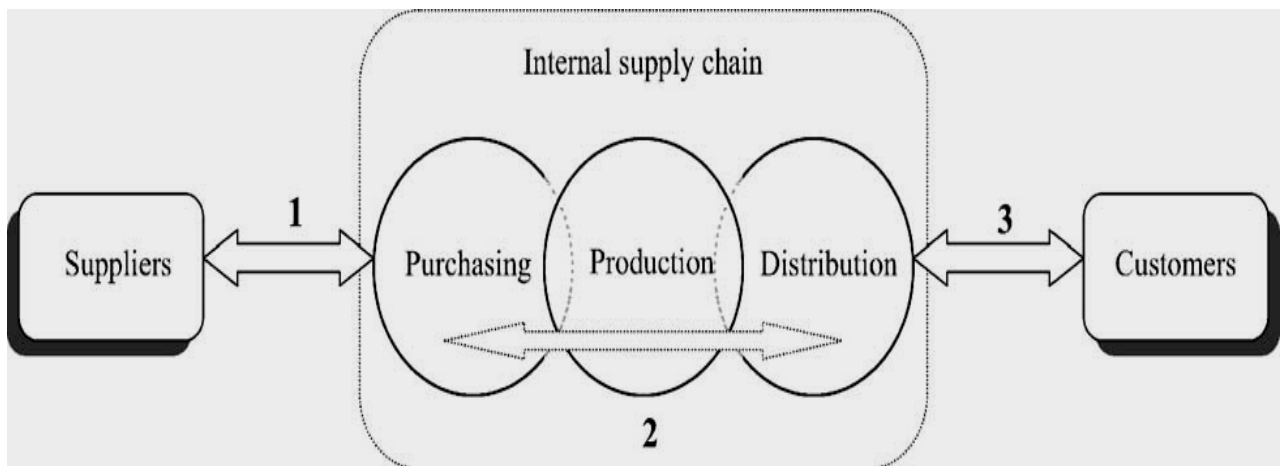 Internal supply chain
1
3
Suppliers
Purchasing
Production
Distribution
Customers
2